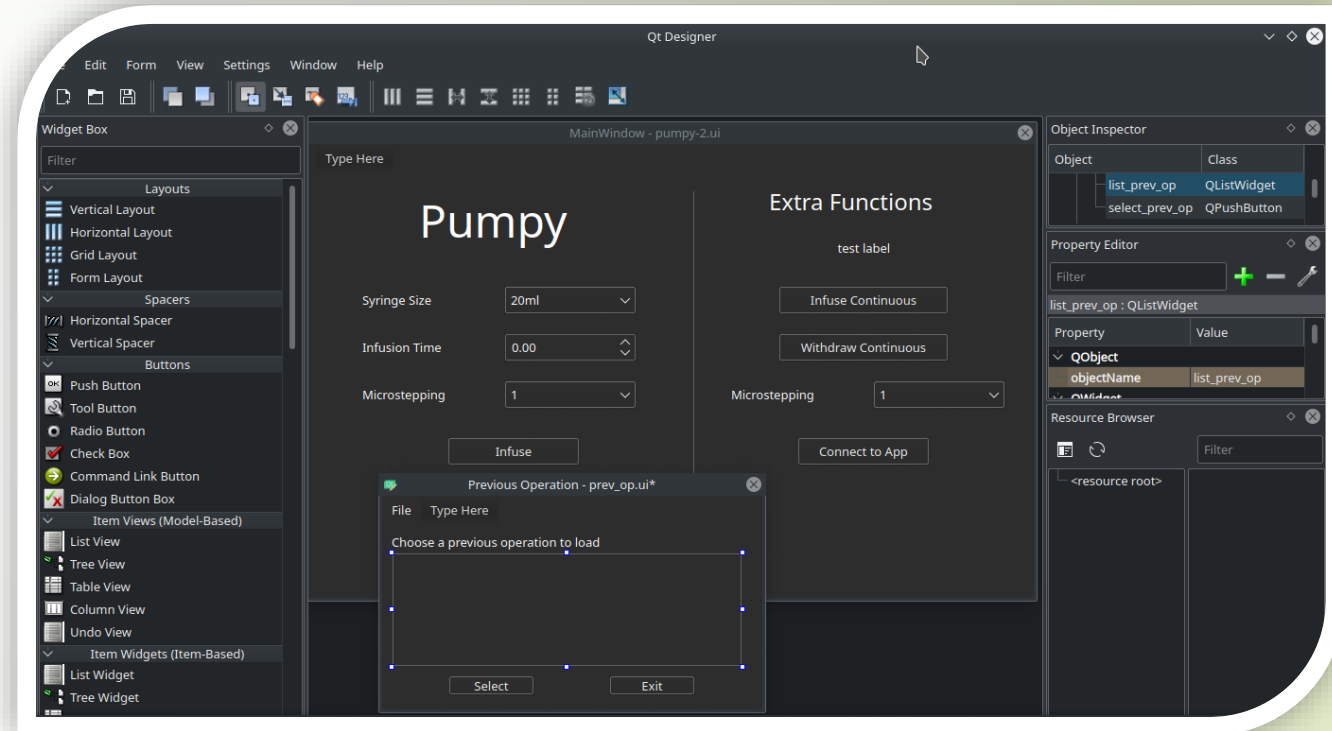 Qt Designer
Edit Form View Settings Window Help
Widget Box
Filter
Layouts
Vertical Layout
Horizontal Layout
Grid Layout
Form Layout
Spacers
Horizontal Spacer
Vertical Spacer
Buttons
OK Push Button
Tool Button
Radio Button
Check Box
Command Link Button
Dialog Button Box
Item Views (Model-Based)
List View
Tree View
Table View
Column View
Undo View
Item Widgets (Item-Based)
List Widget
Tree Widget
MainWindow - pumpy-2.ui
Type Here
Pumpy
Syringe Size 20ml
Infusion Time 0.00
Microstepping 1
Infuse
Extra Functions
test label
Infuse Continuous
Withdraw Continuous
Microstepping 1
Connect to App
Previous Operation - prev_op.ui*
File Type Here
Choose a previous operation to load
Select Exit
Object Inspector
Object Class
list_prev_op QListWidget
select_prev_op QPushButton
Property Editor
Filter
list_prev_op : QListWidget
Property Value
QObject
objectName list_prev_op
QWidget
Resource Browser
Filter
<resource root>